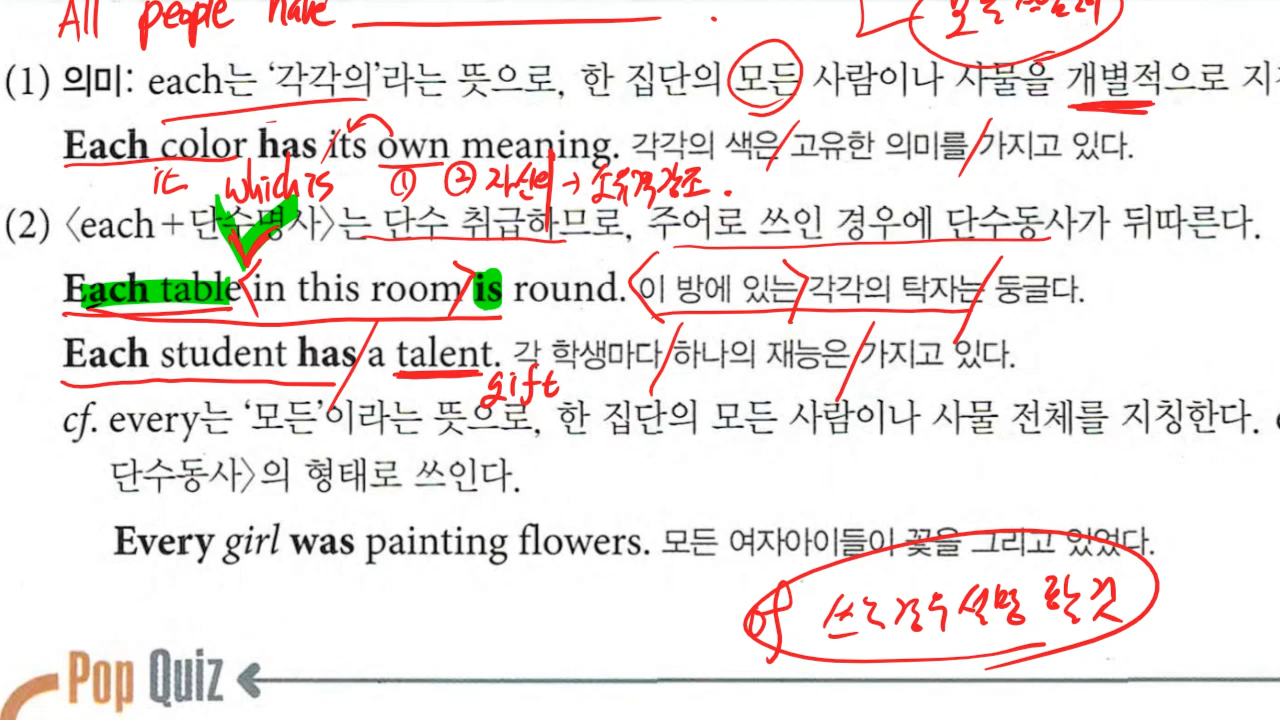 All people have .
(1) 의미: each는 '각각의'라는 뜻으로, 한 집단의 모든 사람이나 사물을 개별적으로 지
Each color has its own meaning. 각각의 색은 고유한 의미를 가지고 있다.
it which is ① ② 자신의 → 소유격강조.
(2) 〈each+단수명사〉는 단수 취급하므로, 주어로 쓰인 경우에 단수동사가 뒤따른다.
Each table in this room is round. 이 방에 있는 각각의 탁자는 둥글다.
Each student has a talent. 각 학생마다 하나의 재능은 가지고 있다.
gift
cf. every는 '모든'이라는 뜻으로, 한 집단의 모든 사람이나 사물 전체를 지칭한다.
단수동사〉의 형태로 쓰인다.
Every girl was painting flowers. 모든 여자아이들이 꽃을 그리고 있었다.
of 쓰는 경우 설명 할것
Pop Quiz